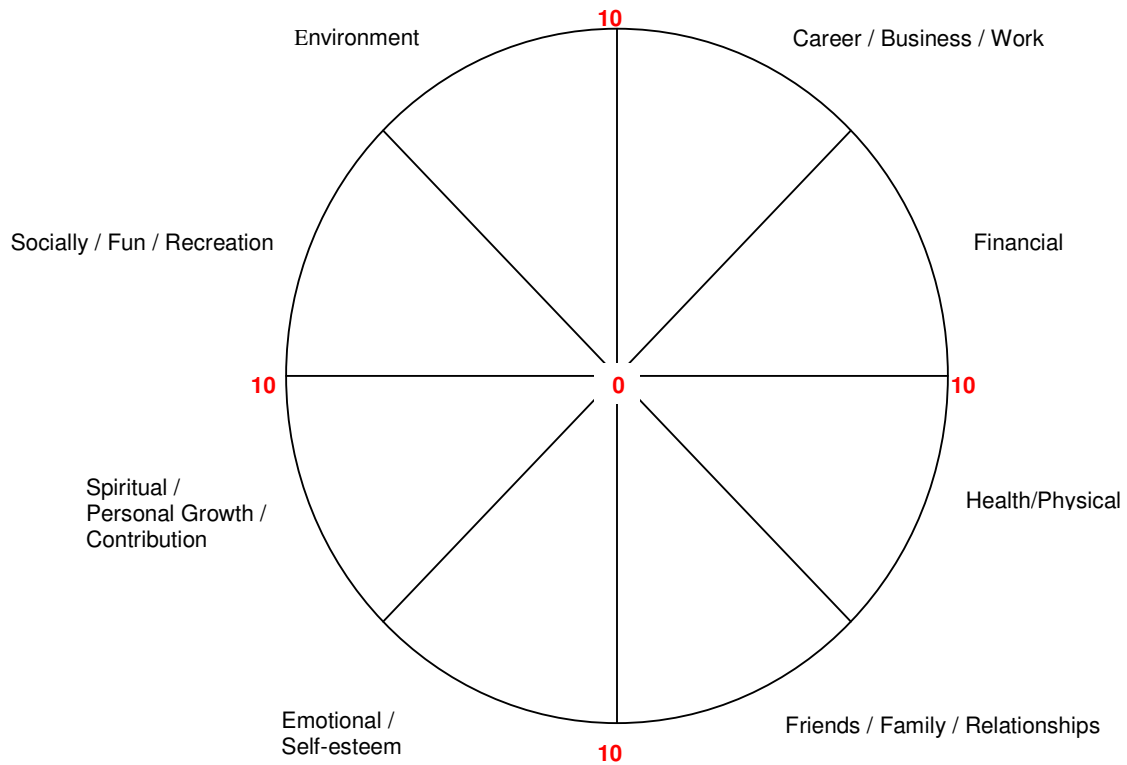 10
Environment
Career / Business / Work
Socially / Fun / Recreation
Financial
10
0
10
Spiritual /
Personal Growth /
Contribution
Health/Physical
Emotional /
Self-esteem
Friends / Family / Relationships
10